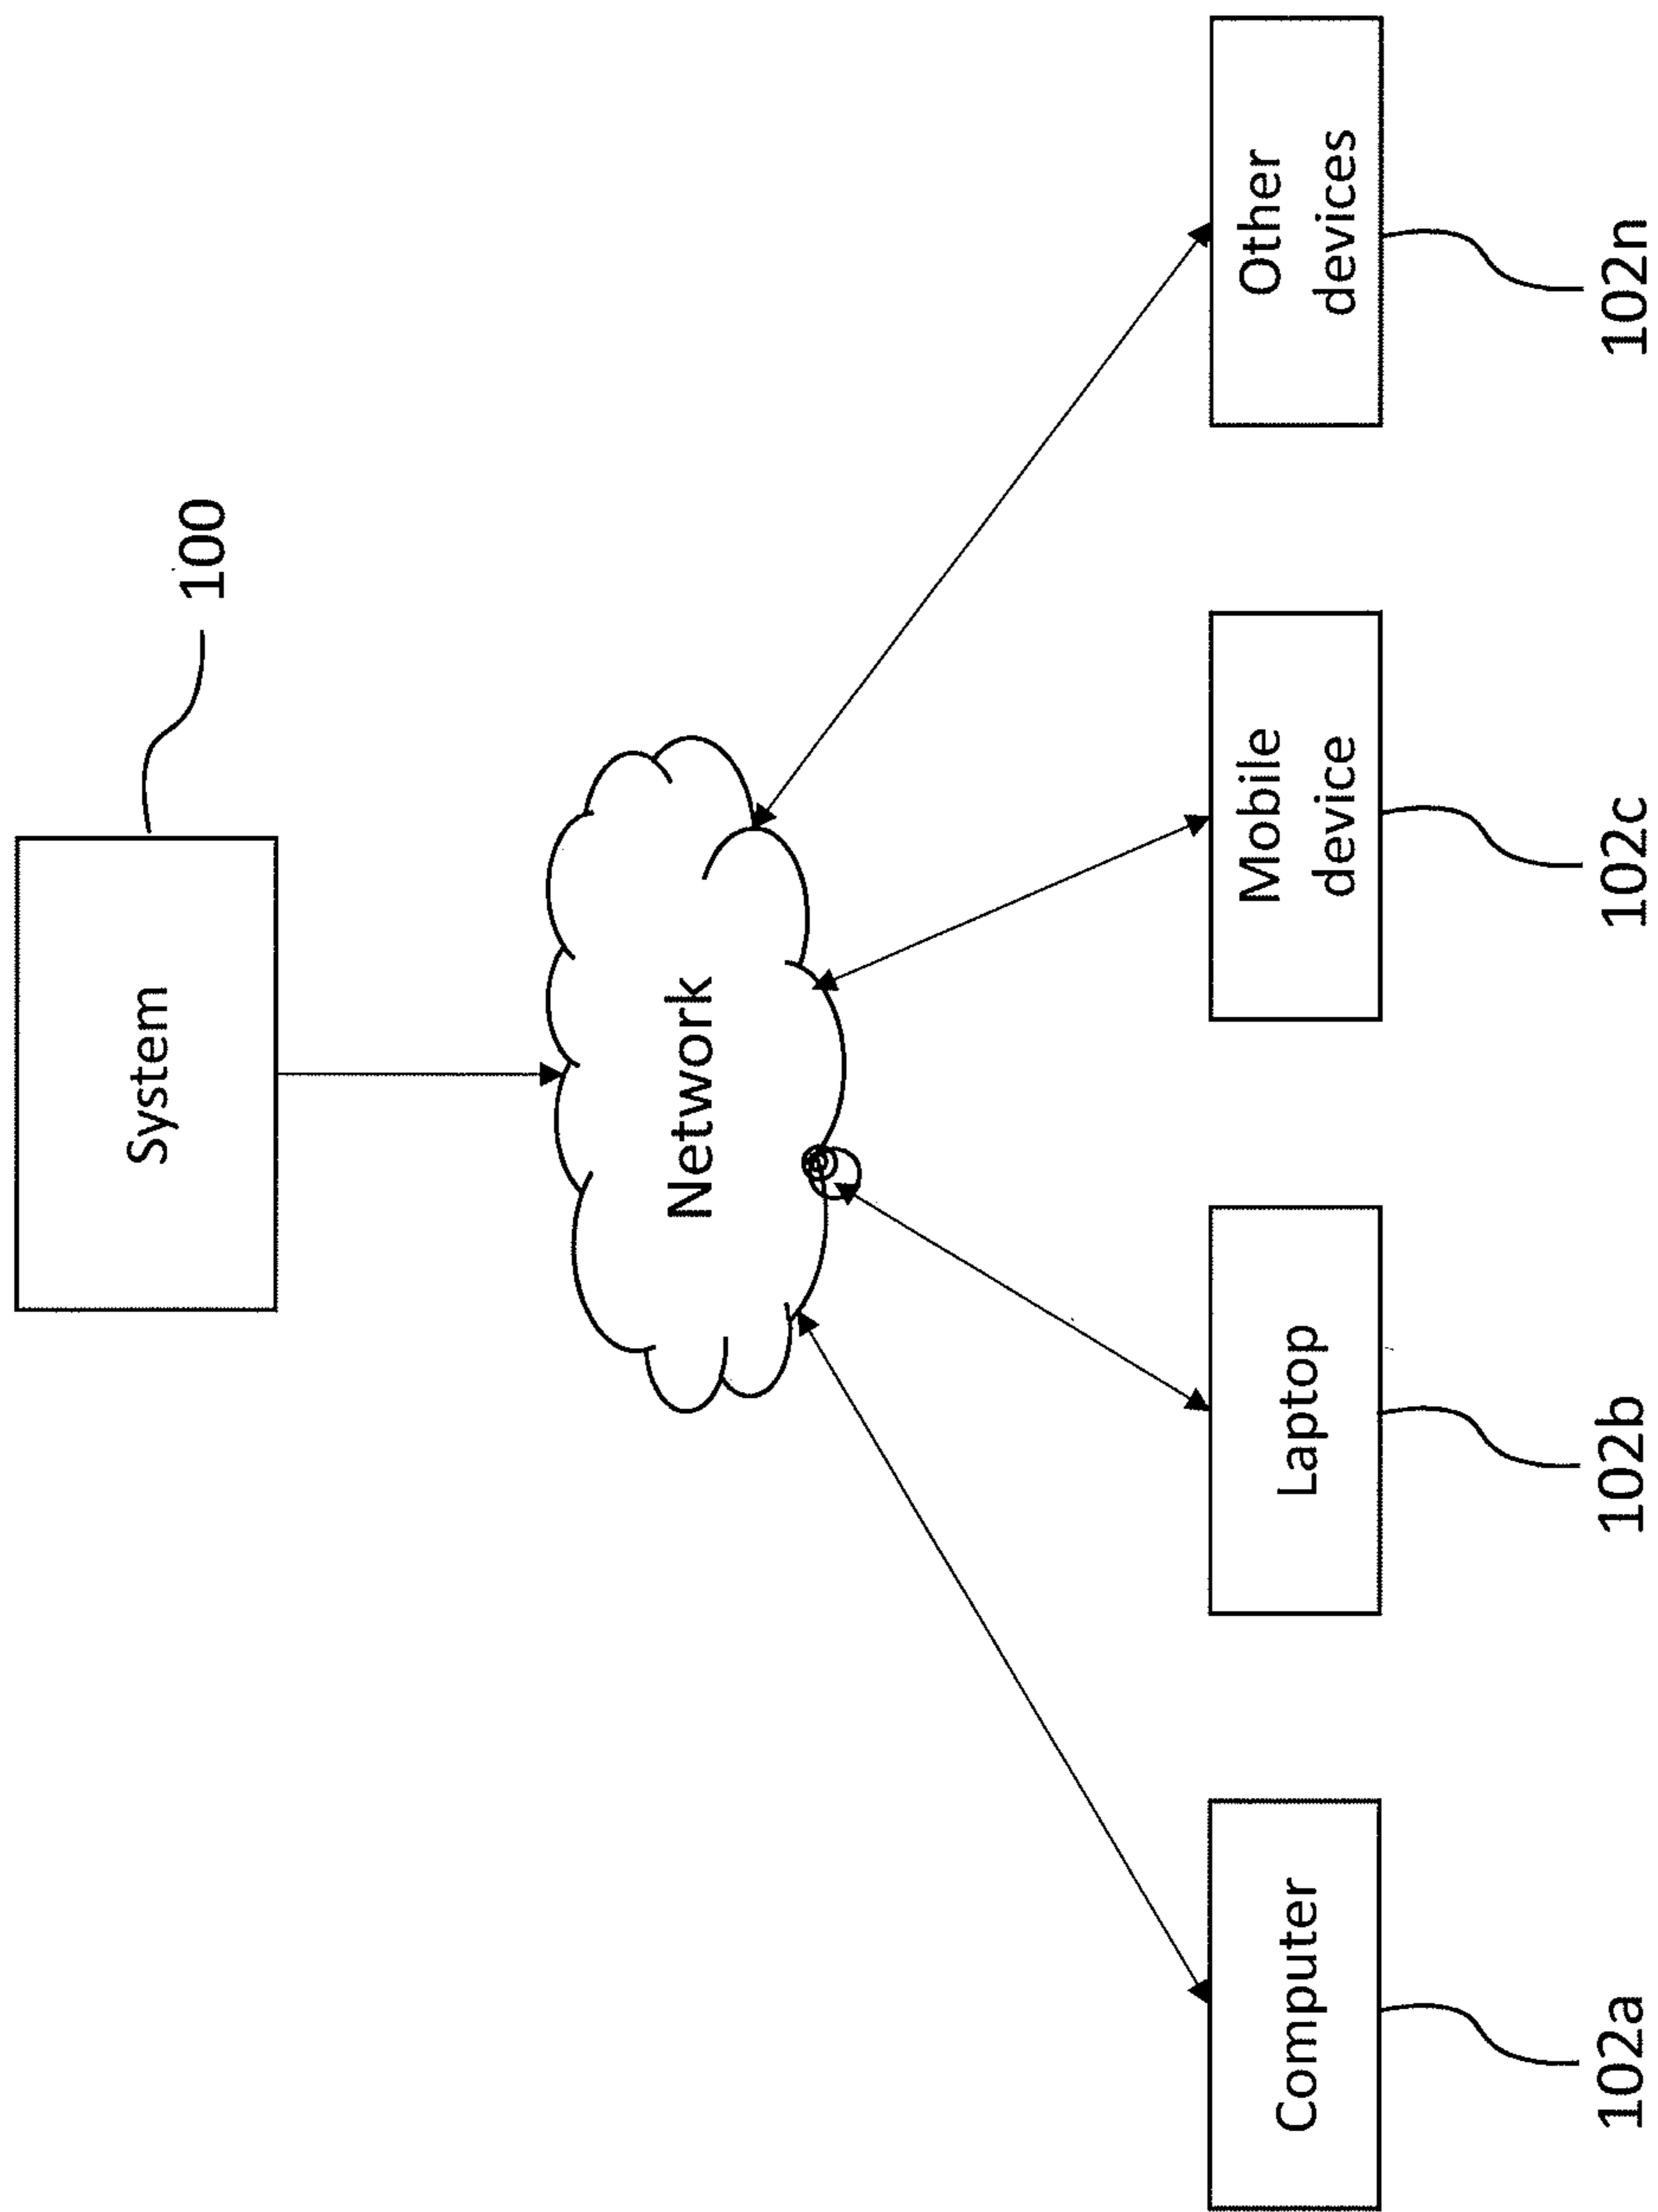 System
100
Network
Computer
Laptop
Mobile
device
Other
devices
102a
102b
102c
102n